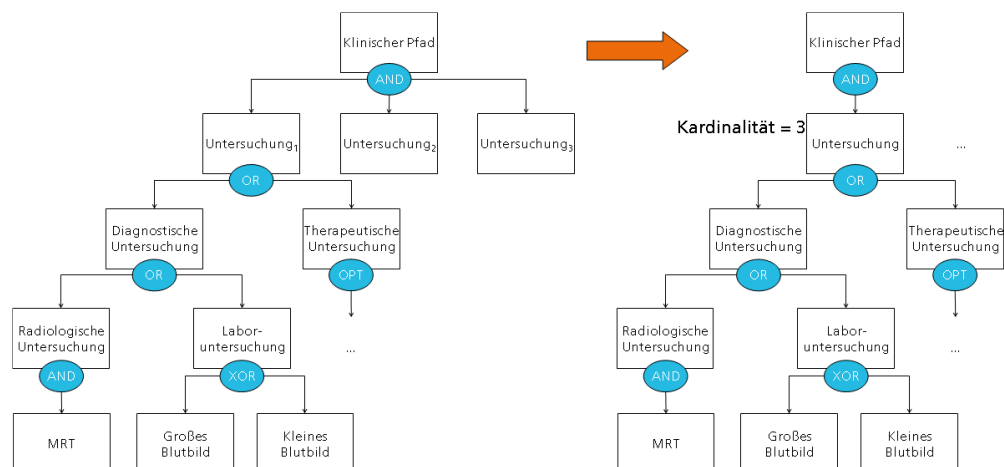 Klinischer Pfad
AND
Untersuchung₁
Untersuchung₂
Untersuchung₃
OR
Diagnostische
Untersuchung
Therapeutische
Untersuchung
OR
OPT
Radiologische
Untersuchung
Labor-
untersuchung
...
AND
XOR
MRT
Großes
Blutbild
Kleines
Blutbild
Klinischer Pfad
AND
Kardinalität = 3
Untersuchung
...
OR
Diagnostische
Untersuchung
Therapeutische
Untersuchung
OR
OPT
Radiologische
Untersuchung
Labor-
untersuchung
...
AND
XOR
MRT
Großes
Blutbild
Kleines
Blutbild